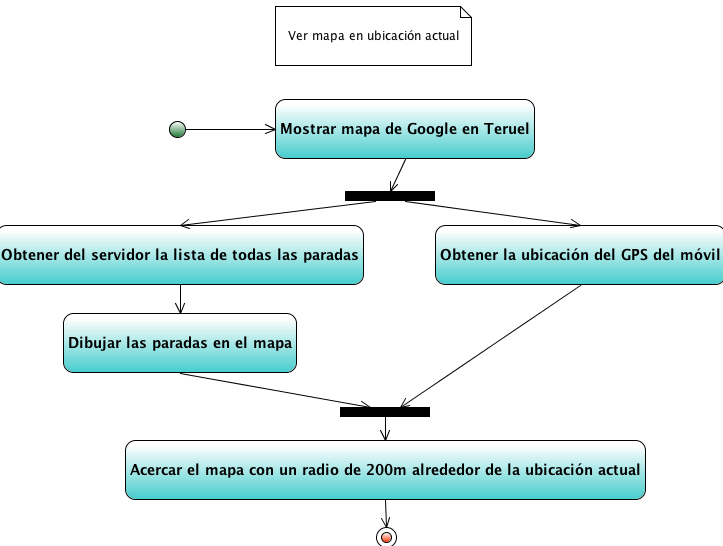 Ver mapa en ubicación actual
Mostrar mapa de Google en Teruel
Obtener del servidor la lista de todas las paradas
Obtener la ubicación del GPS del móvil
Dibujar las paradas en el mapa
Acercar el mapa con un radio de 200m alrededor de la ubicación actual